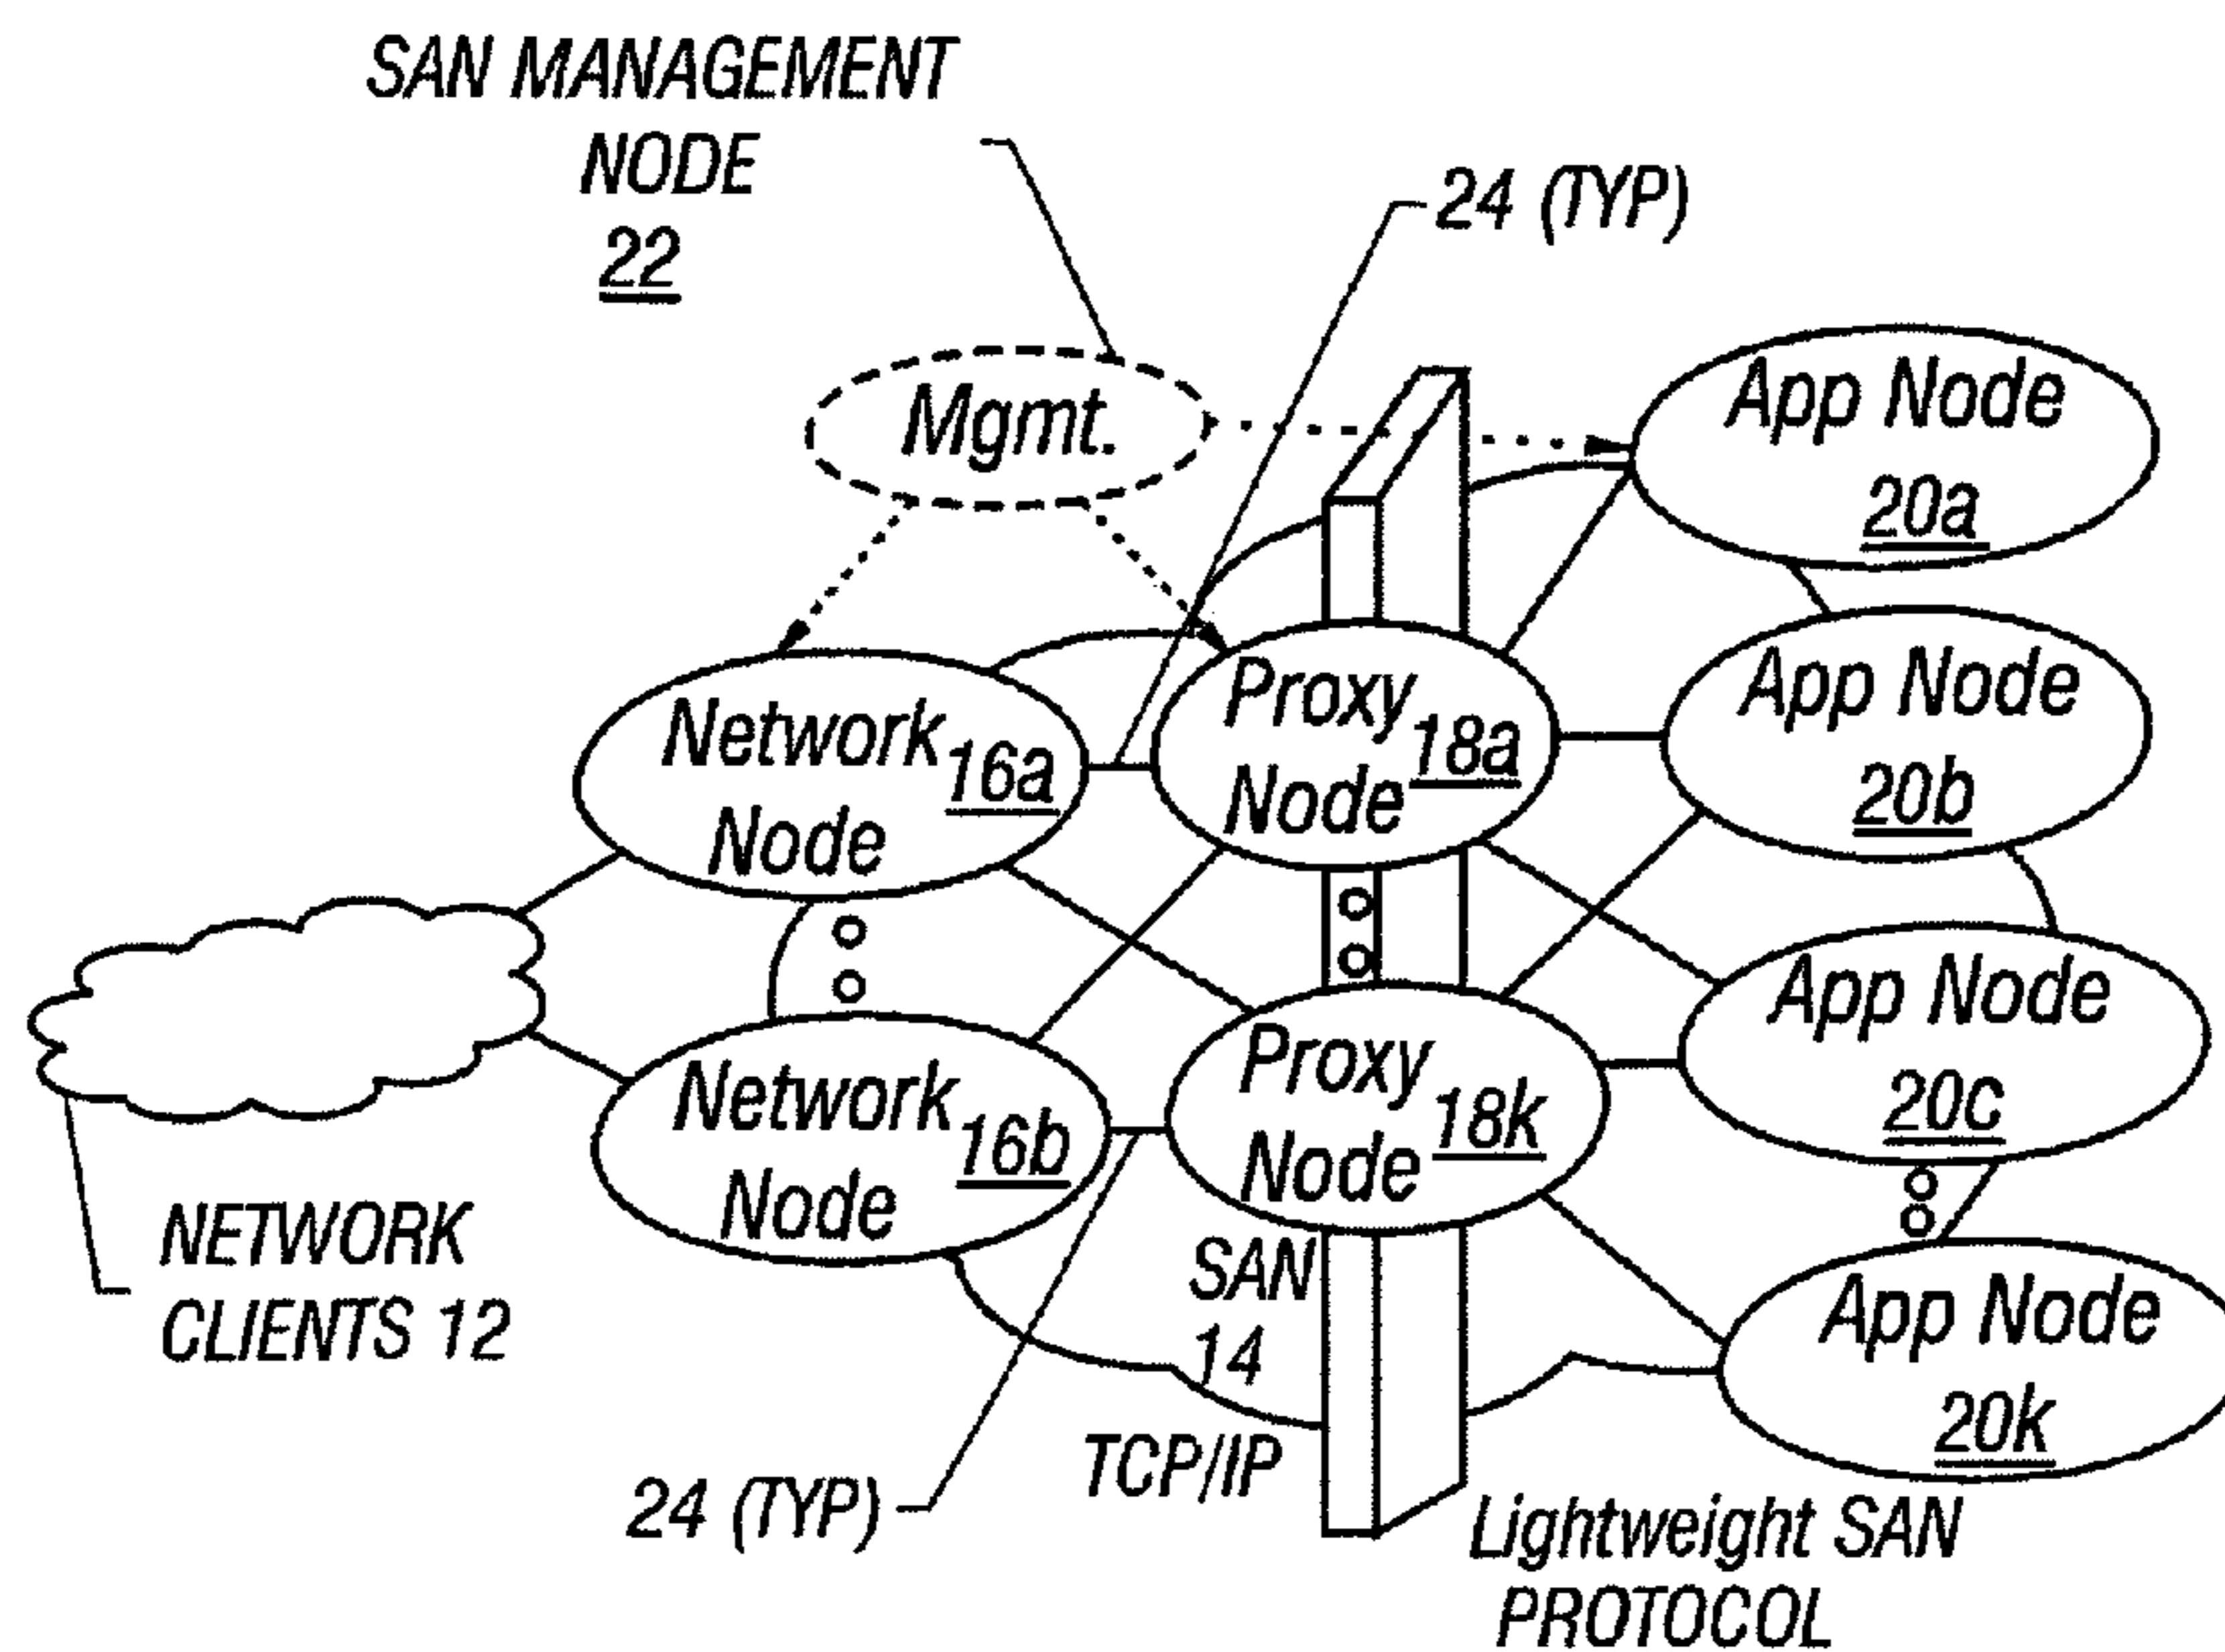 SAN MANAGEMENT
NODE
22
24 (TYP)
Mgmt.
App Node
20a
Network
Node
16a
Proxy
Node
18a
App Node
20b
Network
Node
16b
Proxy
Node
18k
App Node
20c
NETWORK
CLIENTS 12
SAN
14
App Node
20k
TCP/IP
24 (TYP)
Lightweight SAN
PROTOCOL